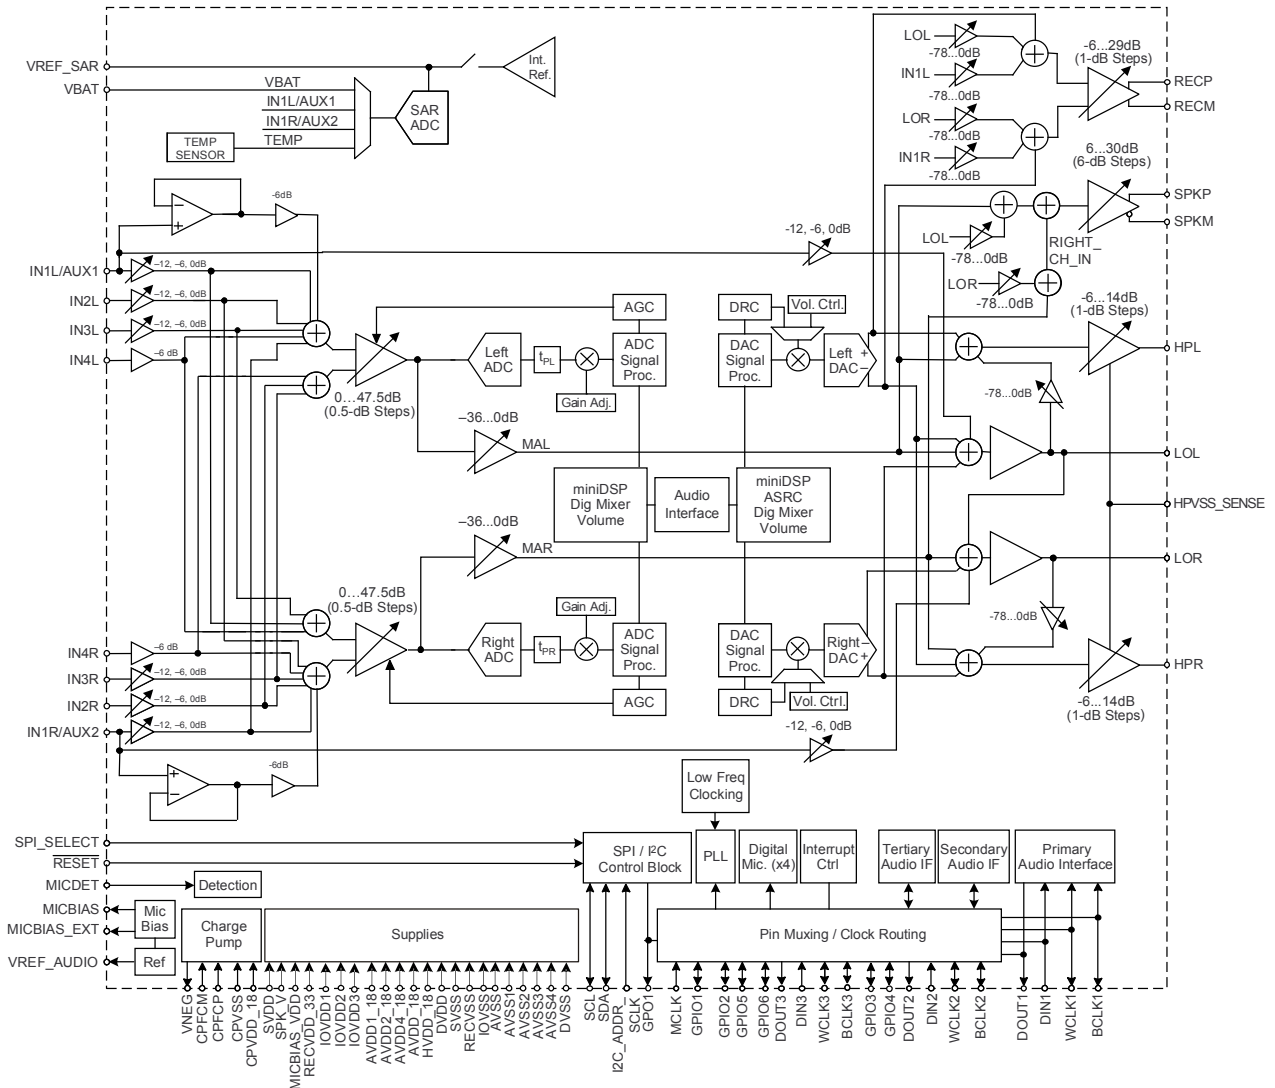 VREF_SAR
VBAT
VBAT
IN1L/AUX1
IN1R/AUX2
TEMP
TEMP
SENSOR
SAR
ADC
Int.
Ref.
LOL
-78...0dB
IN1L
-78...0dB
LOR
-78...0dB
IN1R
-78...0dB
-6...29dB
(1-dB Steps)
RECP
RECM
6...30dB
(6-dB Steps)
SPKP
SPKM
LOL
-78...0dB
RIGHT_
CH_IN
LOR
-78...0dB
-6dB
-12, -6, 0dB
IN1L/AUX1
–12, –6, 0dB
IN2L
–12, –6, 0dB
IN3L
–12, –6, 0dB
IN4L
–6 dB
0…47.5dB
(0.5-dB Steps)
AGC
Left
ADC
tPL
Gain Adj.
ADC
Signal
Proc.
DRC
Vol. Ctrl.
DAC
Signal
Proc.
Left +
DAC –
-6...14dB
(1-dB Steps)
HPL
-78...0dB
–36...0dB
MAL
LOL
miniDSP
Dig Mixer
Volume
Audio
Interface
miniDSP
ASRC
Dig Mixer
Volume
HPVSS_SENSE
–36...0dB
MAR
LOR
0…47.5dB
(0.5-dB Steps)
Gain Adj.
Right
ADC
tPR
ADC
Signal
Proc.
AGC
DAC
Signal
Proc.
DRC
Vol. Ctrl.
Right –
DAC +
-78...0dB
HPR
-6...14dB
(1-dB Steps)
IN4R
–6 dB
IN3R
–12, –6, 0dB
IN2R
–12, –6, 0dB
IN1R/AUX2
–12, –6, 0dB
-12, -6, 0dB
-6dB
Low Freq
Clocking
SPI_SELECT
RESET
MICDET
Detection
MICBIAS
MICBIAS_EXT
VREF_AUDIO
Mic
Bias
Ref
Charge
Pump
Supplies
SPI / I²C
Control Block
PLL
Digital
Mic. (x4)
Interrupt
Ctrl
Tertiary
Audio IF
Secondary
Audio IF
Primary
Audio Interface
Pin Muxing / Clock Routing
VNEG
CPFCM
CPFCP
CPVSS
CPVDD_18
SVDD
SPK_V
MICBIAS_VDD
RECVDD_33
IOVDD1
IOVDD2
IOVDD3
AVDD1_18
AVDD2_18
AVDD4_18
AVDD_18
HVDD_18
DVDD
SVSS
RECVSS
IOVSS
AVSS
AVSS1
AVSS2
AVSS3
AVSS4
DVSS
SCL
SDA
I2C_ADDR_
SCLK
GPO1
MCLK
GPIO1
GPIO2
GPIO5
GPIO6
DOUT3
DIN3
WCLK3
BCLK3
GPIO3
GPIO4
DOUT2
DIN2
WCLK2
BCLK2
DOUT1
DIN1
WCLK1
BCLK1